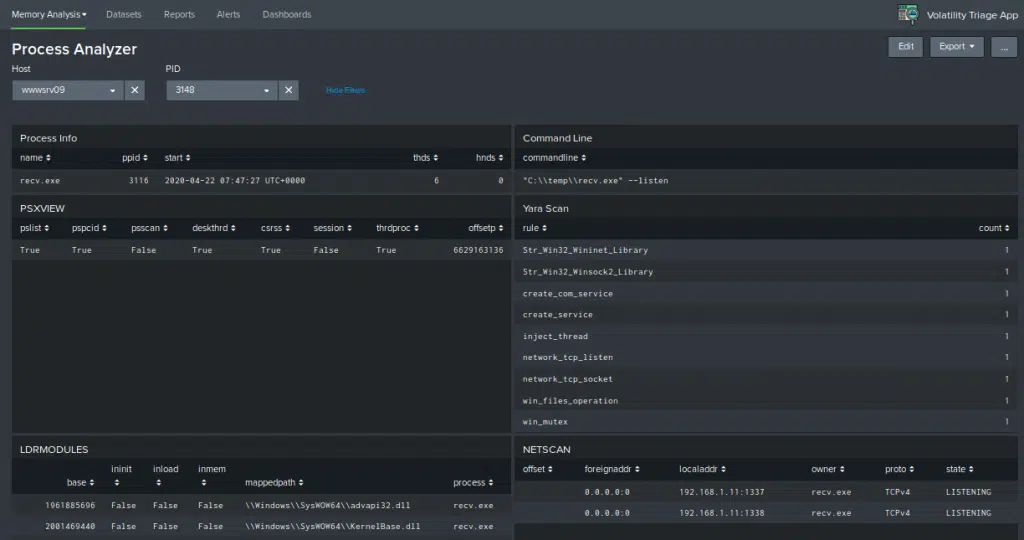 Memory Analysis Datasets Reports Alerts Dashboards Volatility Triage App
Process Analyzer Edit Export ...
Host PID
wwwsrv09 3148 Hide Filters
Process Info
name ppid start thds hnds
recv.exe 3116 2020-04-22 07:47:27 UTC+0000 6 0
Command Line
commandline
"C:\\temp\\recv.exe" --listen
PSXVIEW
pslist pspcid psscan deskthrd csrss session thrdproc offsetp
True True False True True False True 6629163136
Yara Scan
rule count
Str_Win32_Wininet_Library 1
Str_Win32_Winsock2_Library 1
create_com_service 1
create_service 1
inject_thread 1
network_tcp_listen 1
network_tcp_socket 1
win_files_operation 1
win_mutex 1
LDRMODULES
base ininit inload inmem mappedpath process
1961885696 False False False \\Windows\\SysWOW64\\advapi32.dll recv.exe
2001469440 False False False \\Windows\\SysWOW64\\KernelBase.dll recv.exe
NETSCAN
offset foreignaddr localaddr owner proto state
0.0.0.0:0 192.168.1.11:1337 recv.exe TCPv4 LISTENING
0.0.0.0:0 192.168.1.11:1338 recv.exe TCPv4 LISTENING